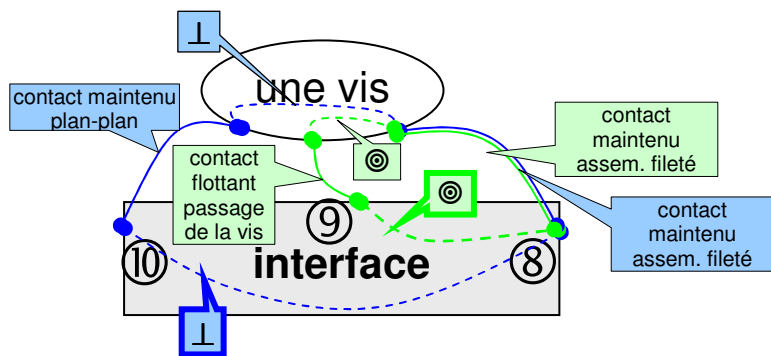 ⊥
une vis
contact maintenu
plan-plan
contact
maintenu
assem. fileté
contact
flottant
passage
de la vis
◎
◎
contact
maintenu
assem. fileté
⑨
⑩
interface
⑧
⊥